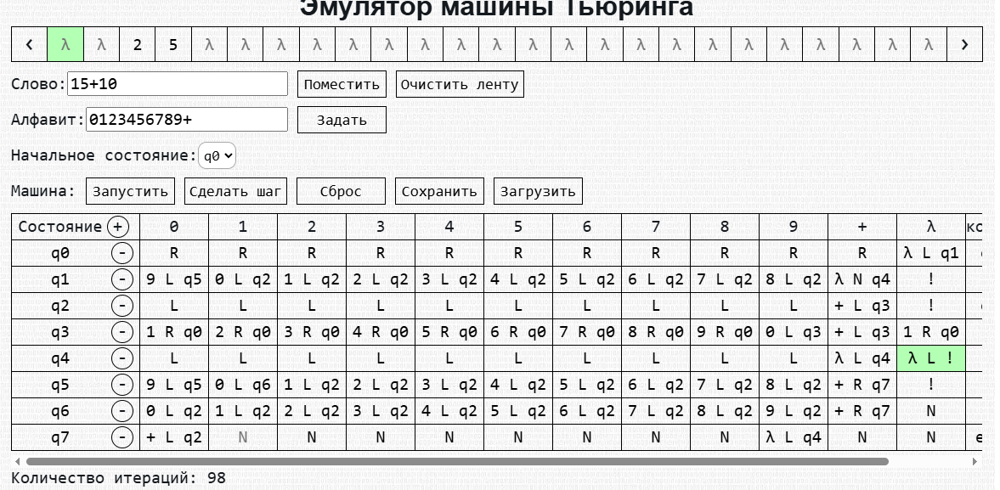 Эмулятор машины Тьюринга
‹ λ λ 2 5 λ λ λ λ λ λ λ λ λ λ λ λ λ λ λ λ λ ›
Слово: 15+10 Поместить Очистить ленту
Алфавит: 0123456789+ Задать
Начальное состояние: q0
Машина: Запустить Сделать шаг Сброс Сохранить Загрузить
Состояние + 0 1 2 3 4 5 6 7 8 9 + λ
q0 - R R R R R R R R R R R λ L q1
q1 - 9 L q5 0 L q2 1 L q2 2 L q2 3 L q2 4 L q2 5 L q2 6 L q2 7 L q2 8 L q2 λ N q4 !
q2 - L L L L L L L L L L + L q3 !
q3 - 1 R q0 2 R q0 3 R q0 4 R q0 5 R q0 6 R q0 7 R q0 8 R q0 9 R q0 0 L q3 + L q3 1 R q0
q4 - L L L L L L L L L L λ L q4 λ L !
q5 - 9 L q5 0 L q6 1 L q2 2 L q2 3 L q2 4 L q2 5 L q2 6 L q2 7 L q2 8 L q2 + R q7 !
q6 - 0 L q2 1 L q2 2 L q2 3 L q2 4 L q2 5 L q2 6 L q2 7 L q2 8 L q2 9 L q2 + R q7 N
q7 - + L q2 N N N N N N N N λ L q4 N N
Количество итераций: 98